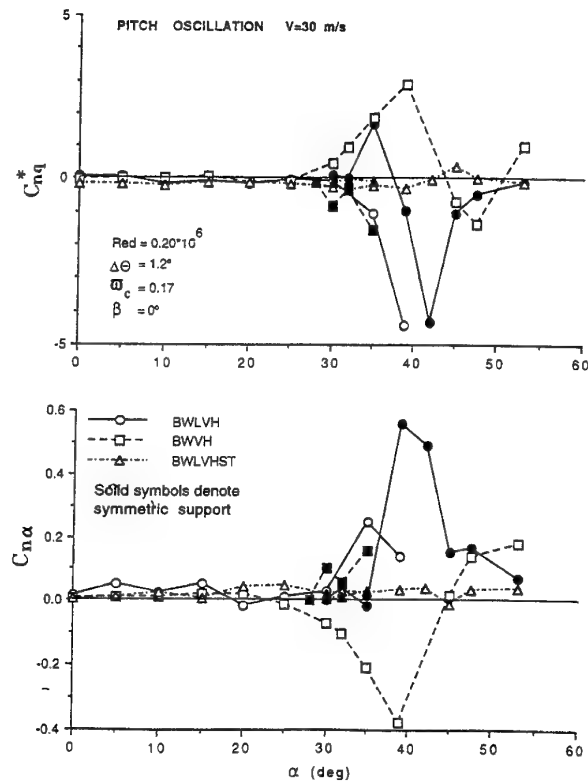 PITCH OSCILLATION V=30 m/s
5
C*nq
0
Red = 0.20*10^6
ΔΘ = 1.2°
ϖc = 0.17
β = 0°
-5
0 10 20 30 40 50 60
0.6
BWLVH
BWVH
BWLVHST
Solid symbols denote
symmetric support
0.4
0.2
Cnα
0.0
-0.2
-0.4
0 10 20 30 40 50 60
α (deg)